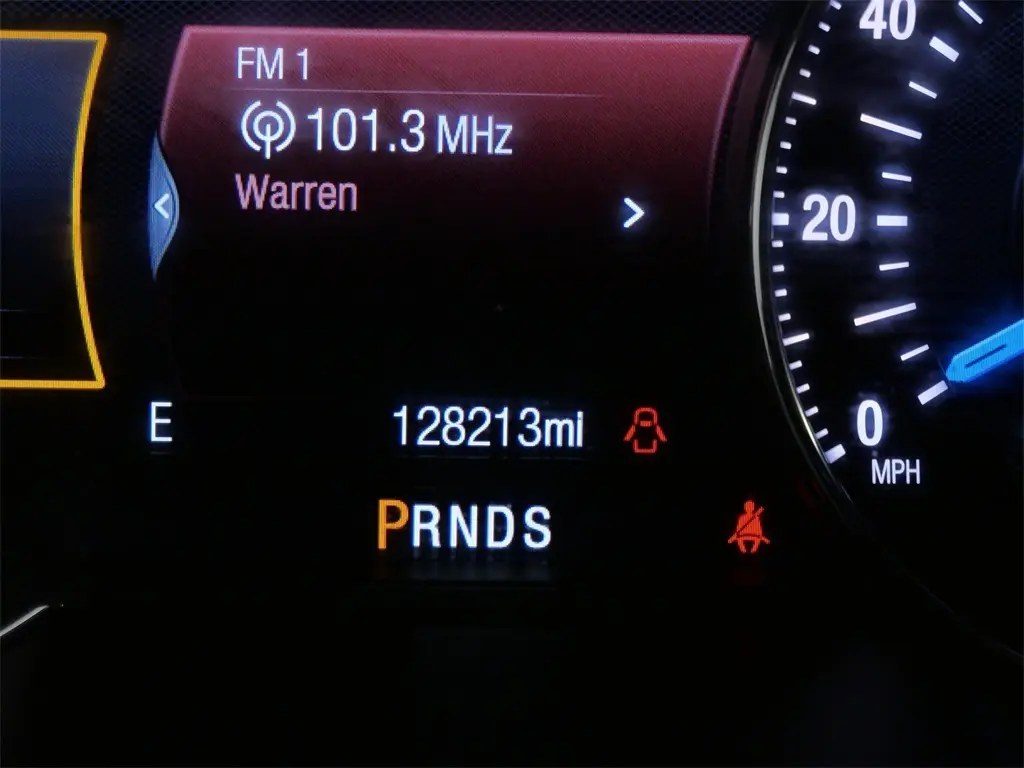 FM 1
101.3 MHz
Warren
40
20
0
MPH
E
128213mi
PRNDS